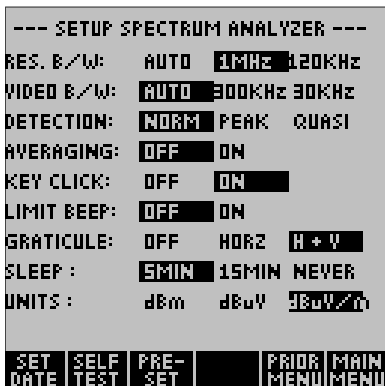 --- SETUP SPECTRUM ANALYZER ---
RES. B/W: AUTO 1MHz 120KHz
VIDEO B/W: AUTO 300KHz 30KHz
DETECTION: NORM PEAK QUASI
AVERAGING: OFF ON
KEY CLICK: OFF ON
LIMIT BEEP: OFF ON
GRATICULE: OFF HORZ H + V
SLEEP : 5MIN 15MIN NEVER
UNITS : dBm dBuV dBuV/m
SET DATE SELF TEST PRE-SET PRIOR MENU MAIN MENU